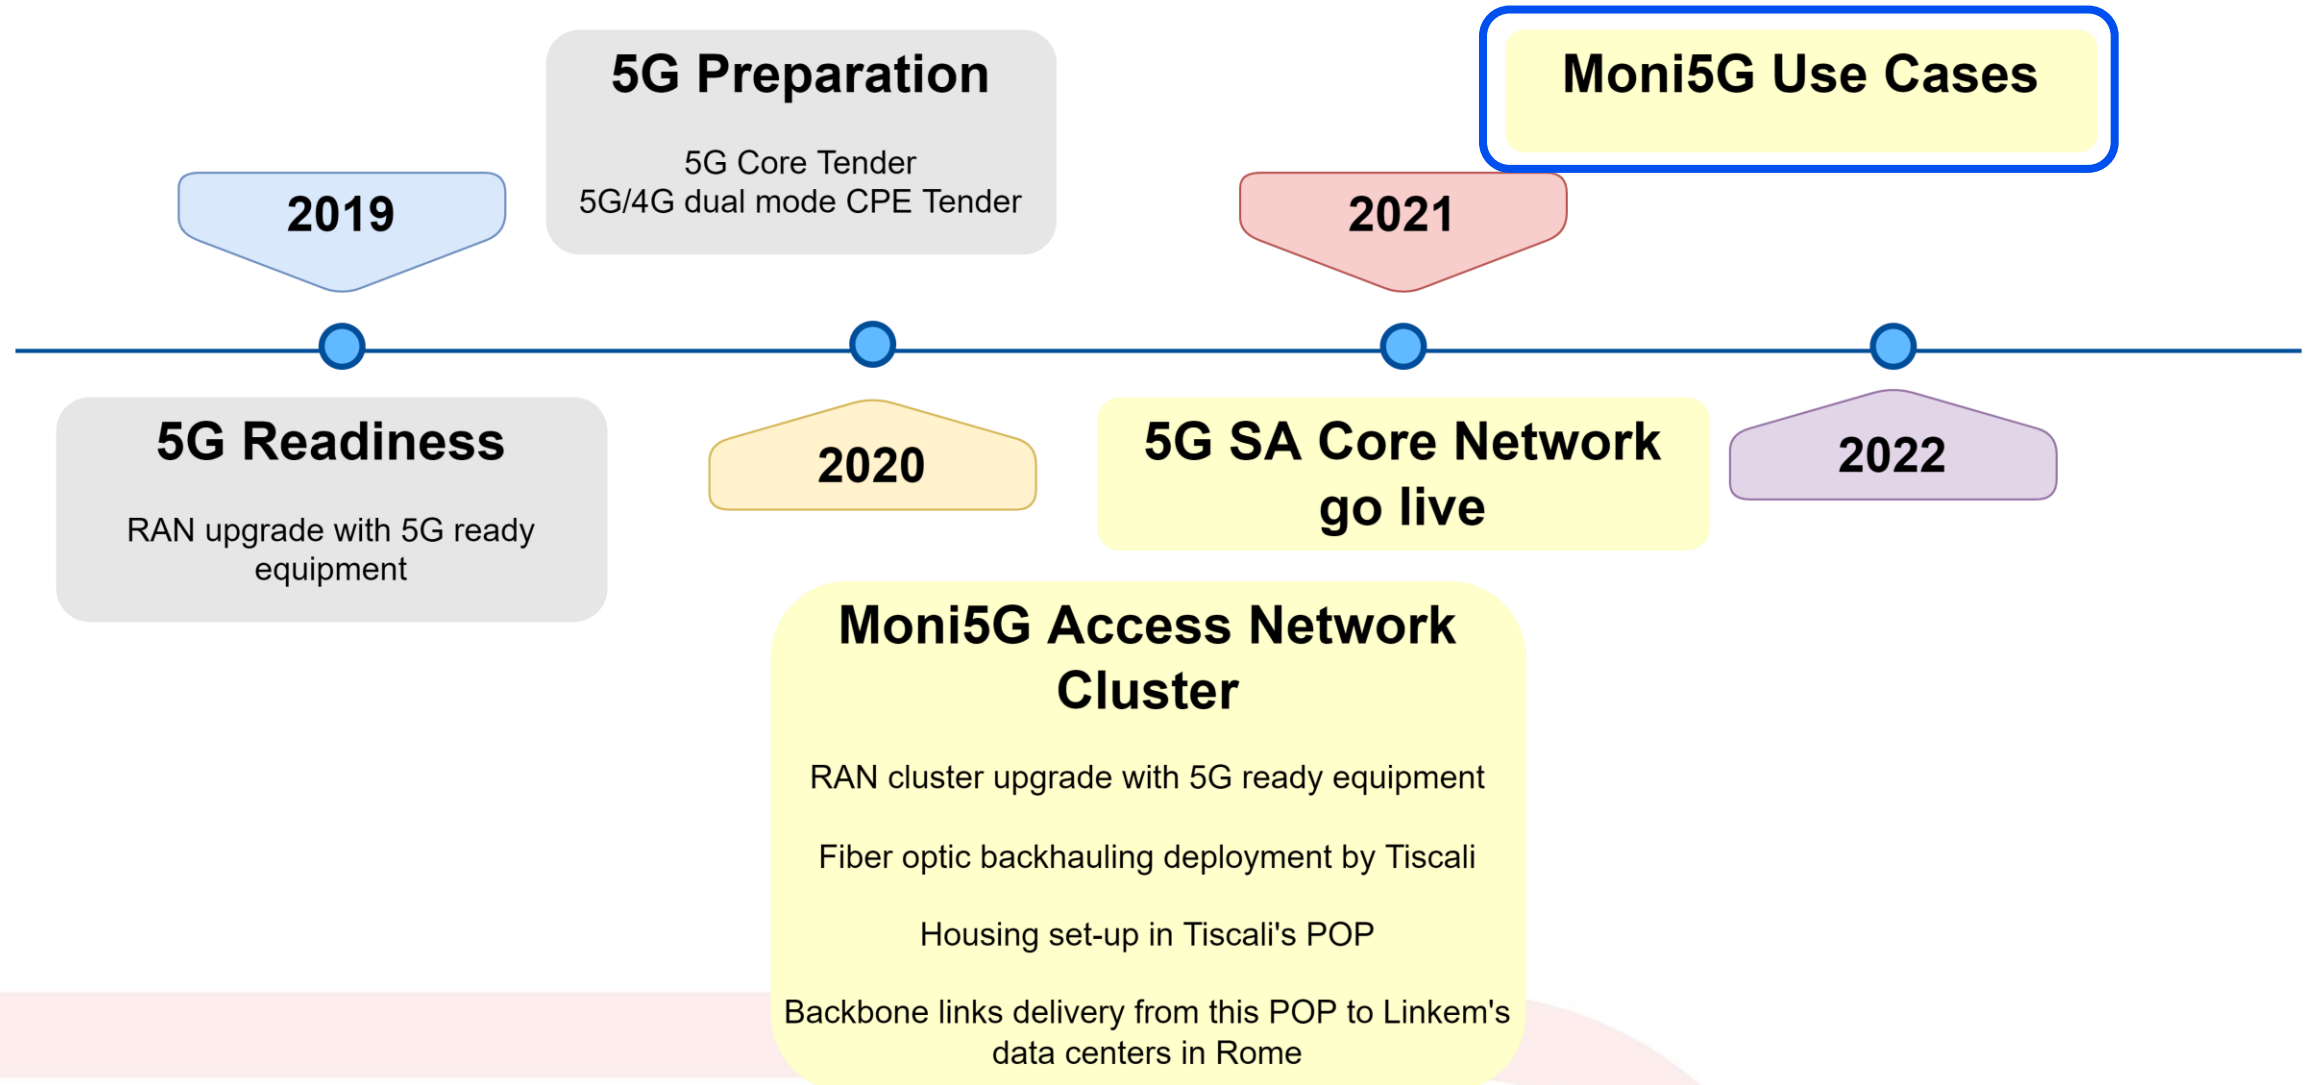 5G Preparation
5G Core Tender
5G/4G dual mode CPE Tender
Moni5G Use Cases
2019
2021
5G Readiness
RAN upgrade with 5G ready
equipment
2020
5G SA Core Network
go live
2022
Moni5G Access Network
Cluster
RAN cluster upgrade with 5G ready equipment
Fiber optic backhauling deployment by Tiscali
Housing set-up in Tiscali's POP
Backbone links delivery from this POP to Linkem's
data centers in Rome